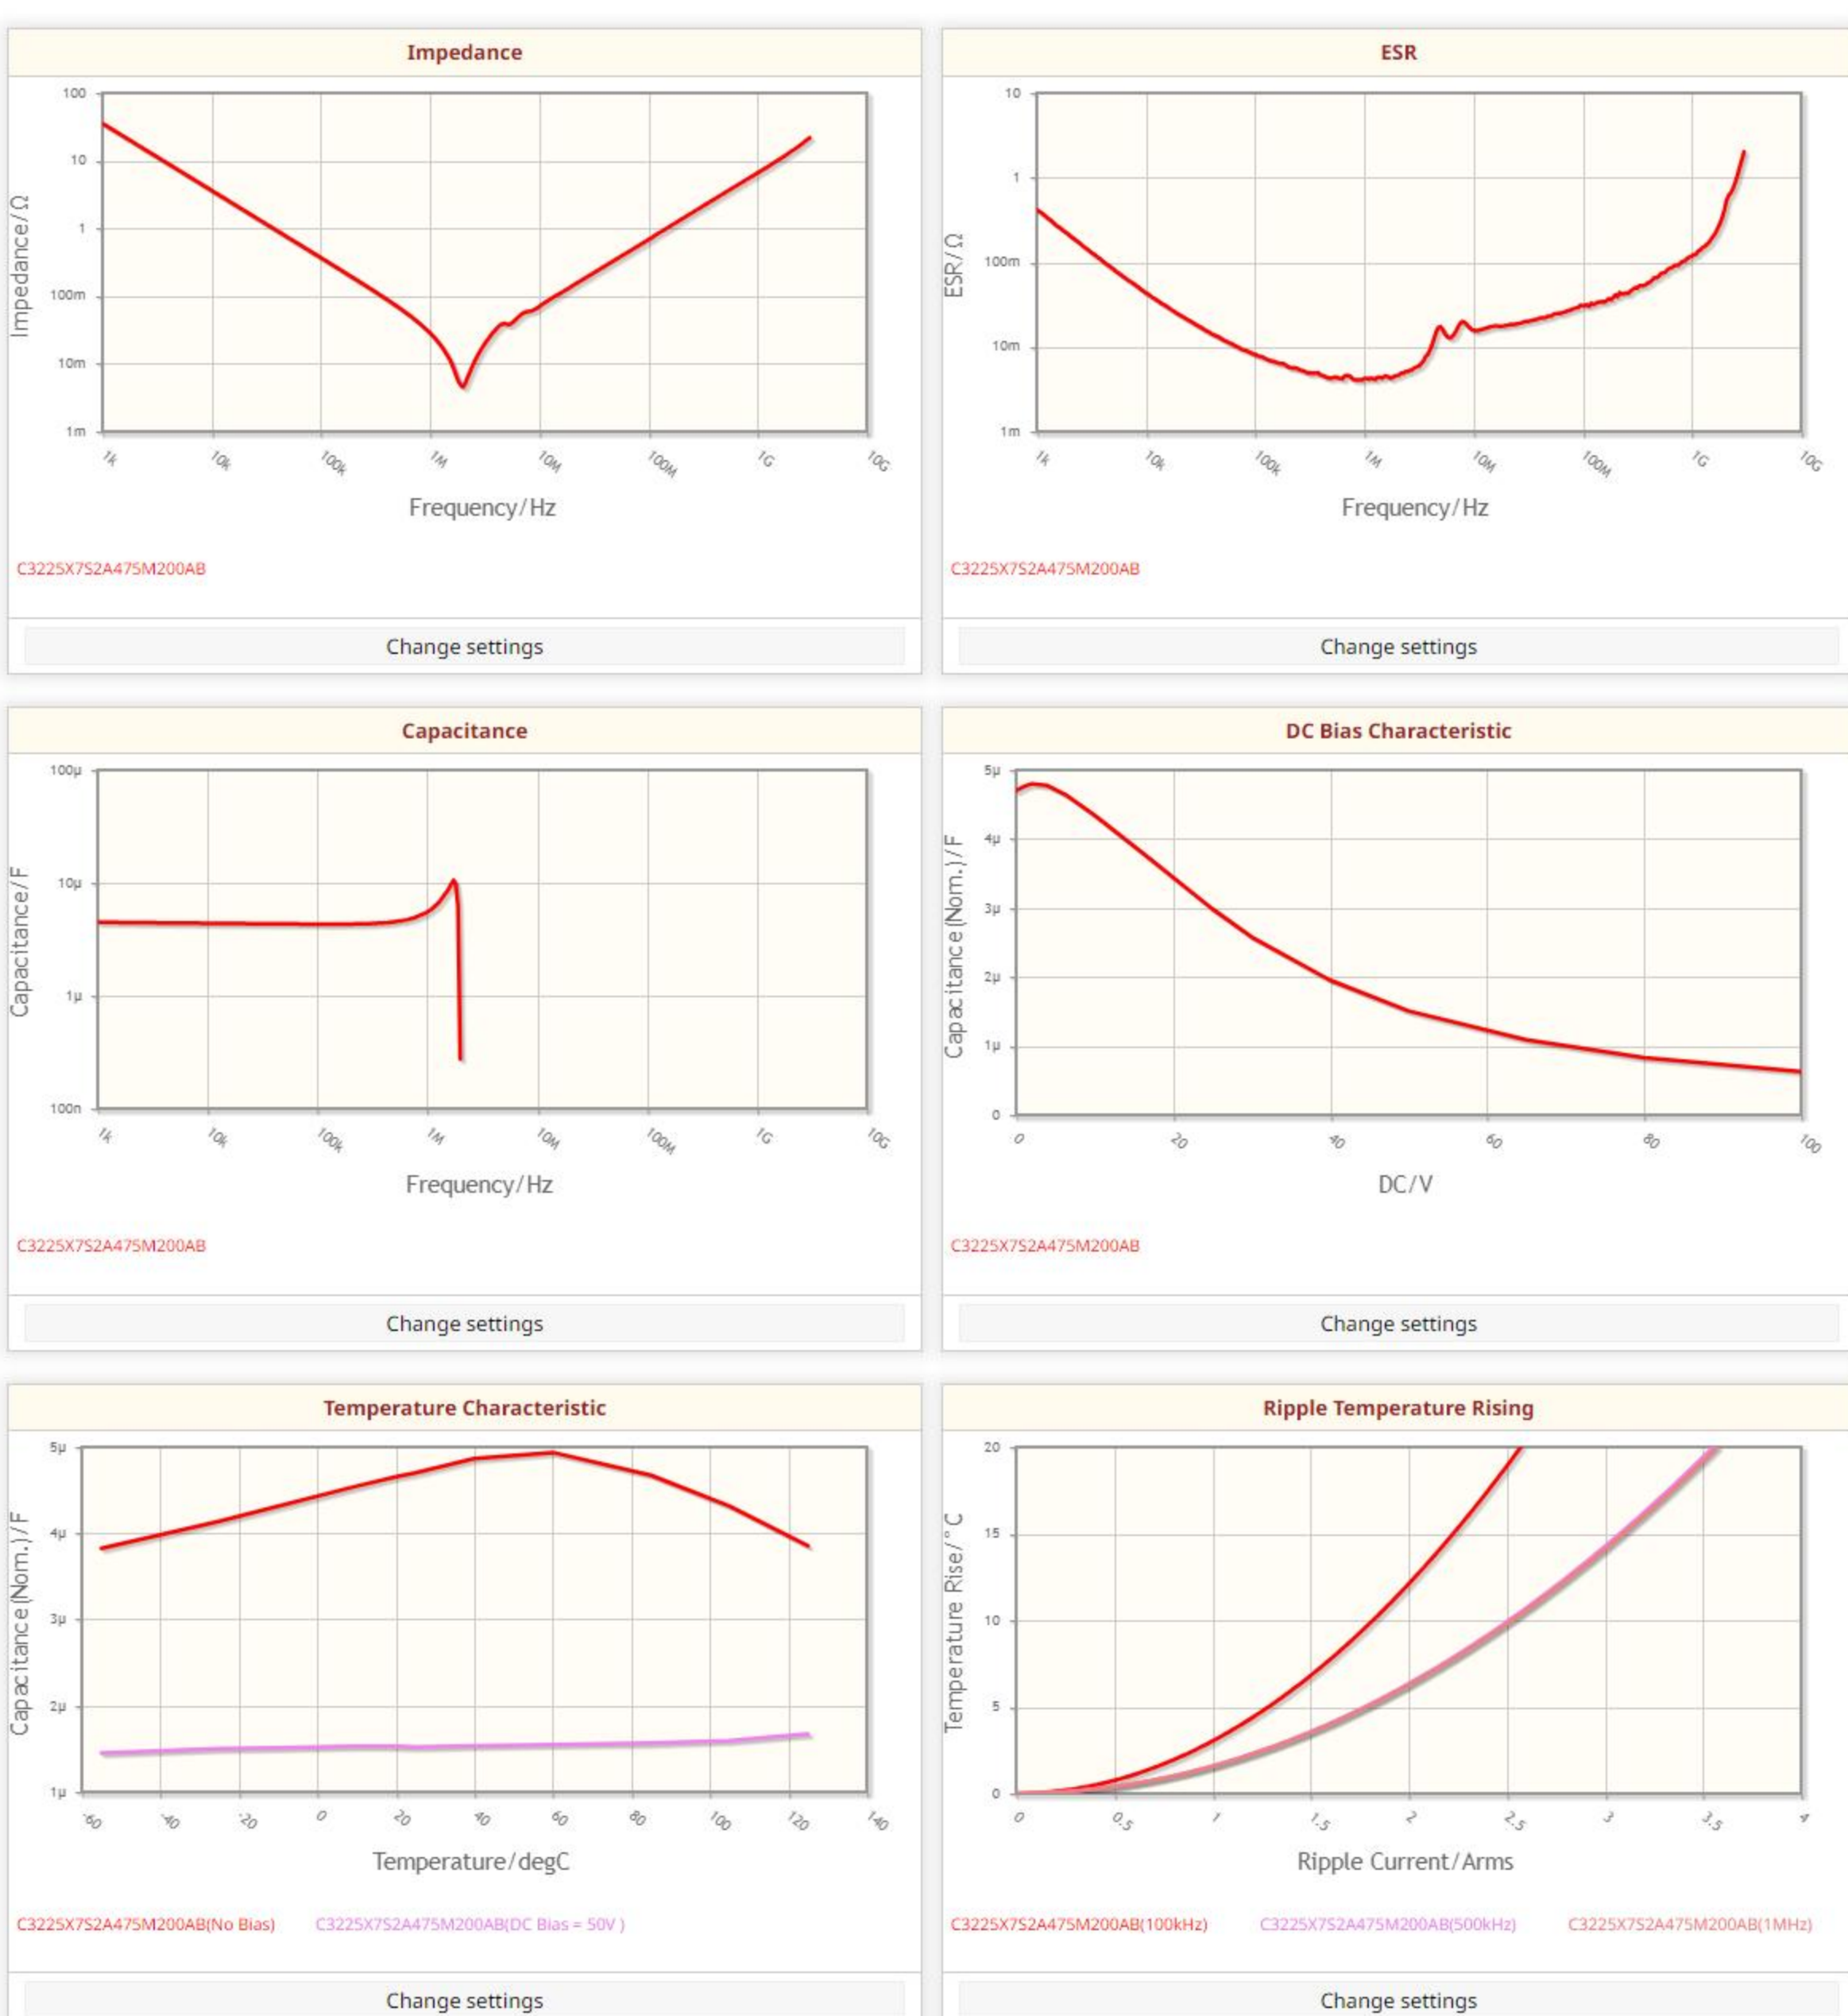 Impedance
100
10
1
100m
10m
1m
Impedance/Ω
1k 10k 100k 1M 10M 100M 1G 10G
Frequency/Hz
C3225X7S2A475M200AB
Change settings
ESR
10
1
100m
10m
1m
ESR/Ω
1k 10k 100k 1M 10M 100M 1G 10G
Frequency/Hz
C3225X7S2A475M200AB
Change settings
Capacitance
100μ
10μ
1μ
100n
Capacitance/F
1k 10k 100k 1M 10M 100M 1G 10G
Frequency/Hz
C3225X7S2A475M200AB
Change settings
DC Bias Characteristic
5μ
4μ
3μ
2μ
1μ
0
Capacitance(Nom.)/F
0 20 40 60 80 100
DC/V
C3225X7S2A475M200AB
Change settings
Temperature Characteristic
5μ
4μ
3μ
2μ
1μ
Capacitance(Nom.)/F
-60 -40 -20 0 20 40 60 80 100 120 140
Temperature/degC
C3225X7S2A475M200AB(No Bias) C3225X7S2A475M200AB(DC Bias = 50V )
Change settings
Ripple Temperature Rising
20
15
10
5
0
Temperature Rise/°C
0 0.5 1 1.5 2 2.5 3 3.5 4
Ripple Current/Arms
C3225X7S2A475M200AB(100kHz) C3225X7S2A475M200AB(500kHz) C3225X7S2A475M200AB(1MHz)
Change settings